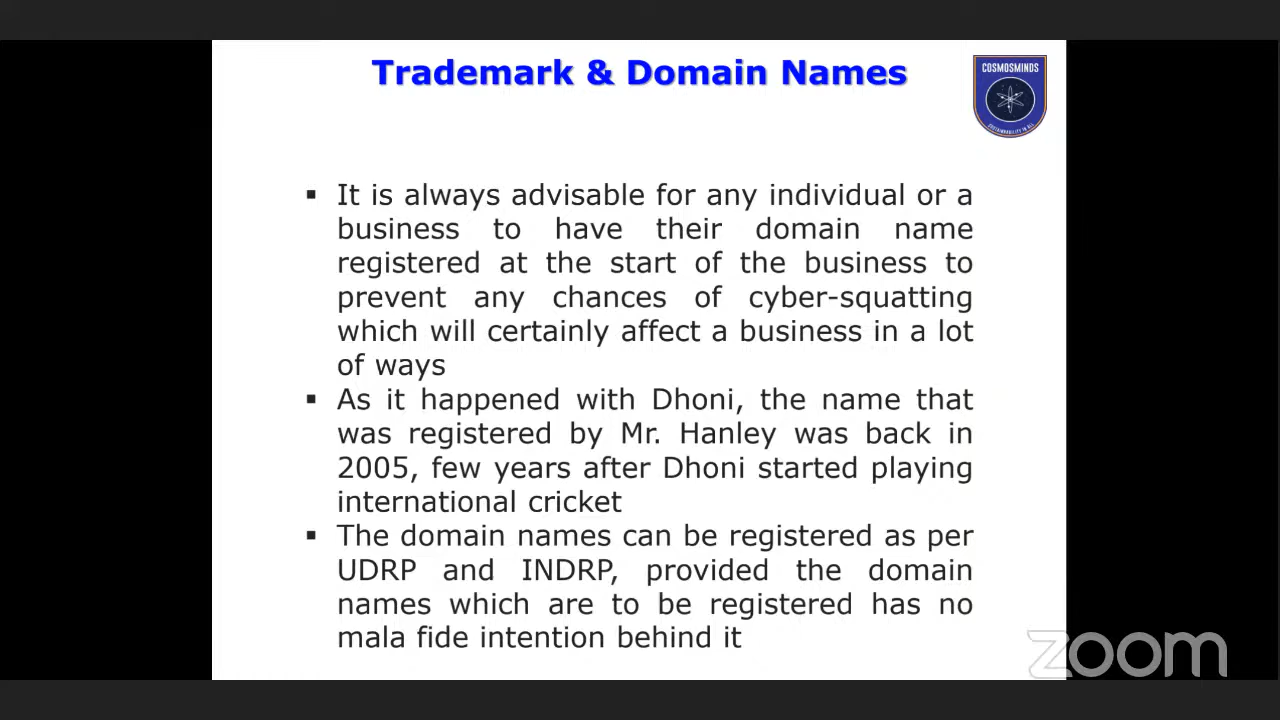 Trademark & Domain Names
COSMOSMINDS
SUSTAINABILITY IN ALL
▪ It is always advisable for any individual or a
business to have their domain name
registered at the start of the business to
prevent any chances of cyber-squatting
which will certainly affect a business in a lot
of ways
▪ As it happened with Dhoni, the name that
was registered by Mr. Hanley was back in
2005, few years after Dhoni started playing
international cricket
▪ The domain names can be registered as per
UDRP and INDRP, provided the domain
names which are to be registered has no
mala fide intention behind it
zoom